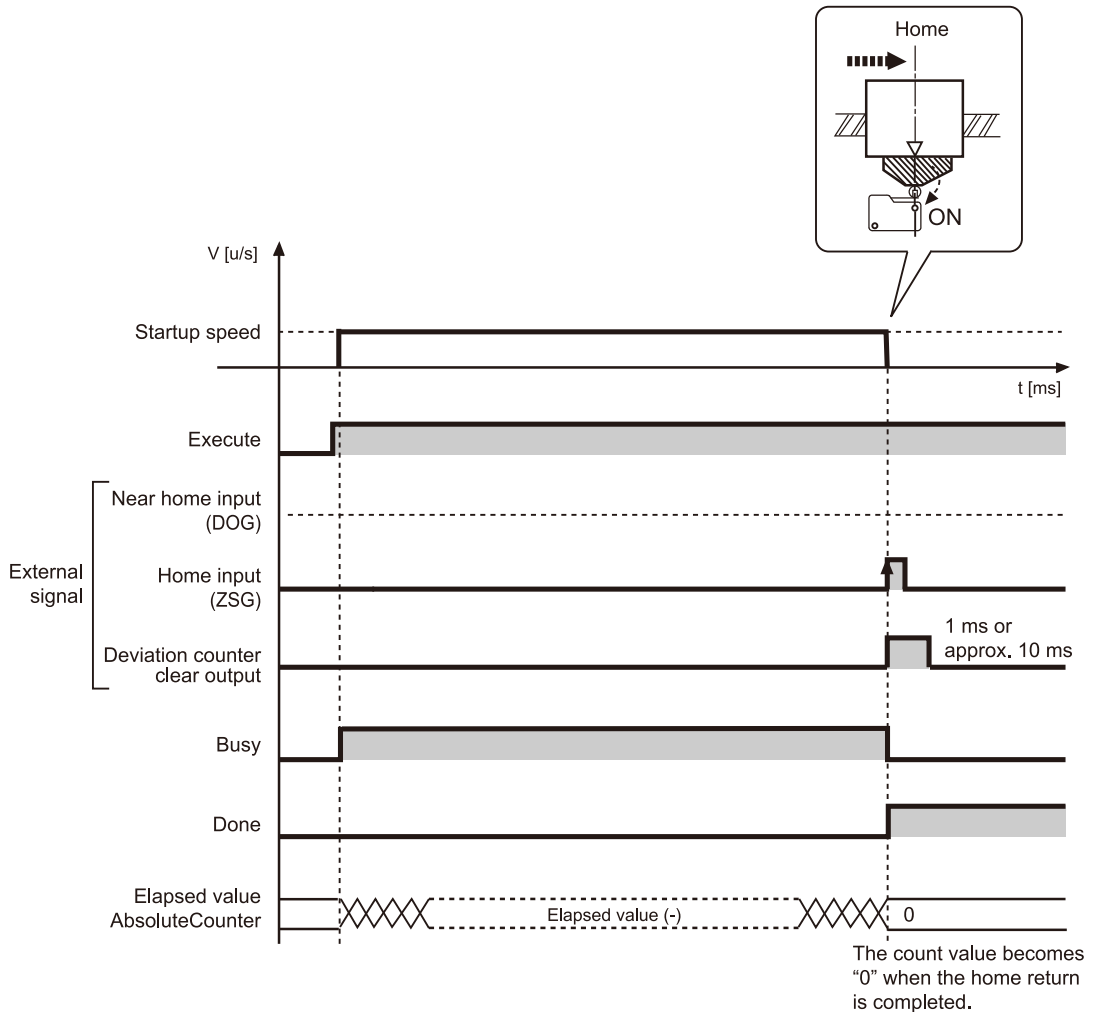 Home
ON
V [u/s]
Startup speed
t [ms]
Execute
Near home input
(DOG)
External
signal
Home input
(ZSG)
Deviation counter
clear output
1 ms or
approx. 10 ms
Busy
Done
Elapsed value
AbsoluteCounter
Elapsed value (-)
0
The count value becomes
“0” when the home return
is completed.